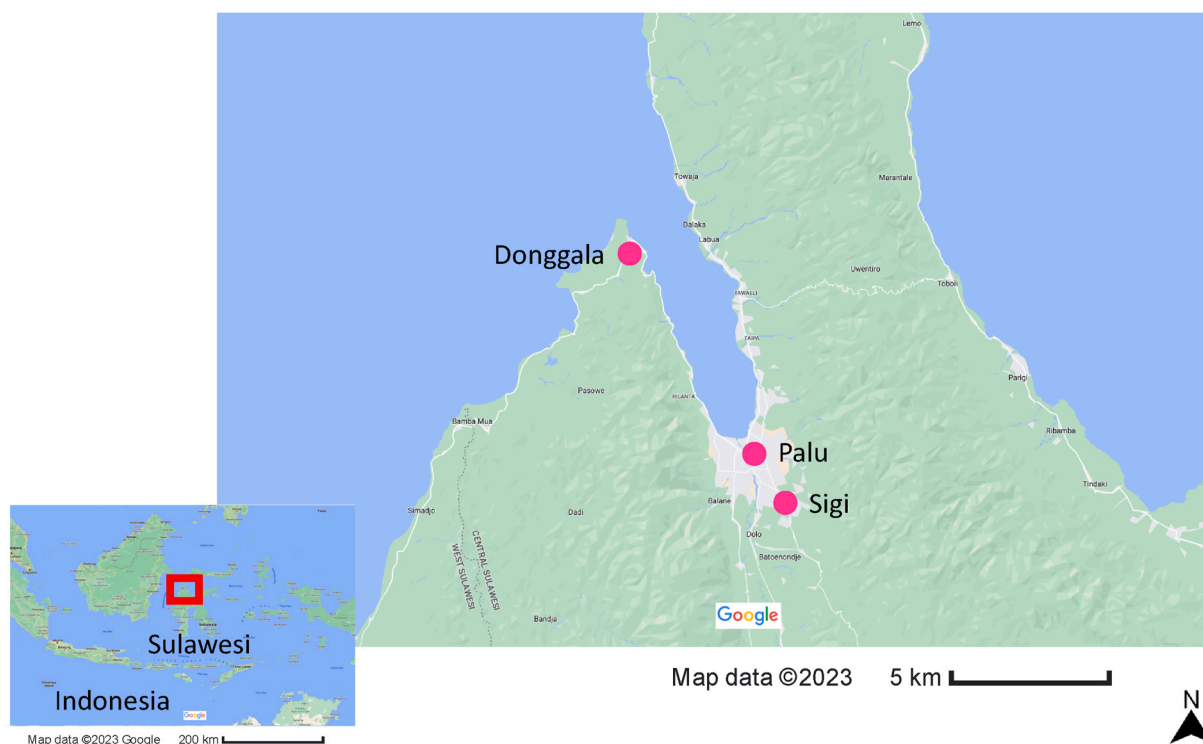 Lemo
Towaja
Marantale
Dalaka
Labua
Donggala
Uwentiro
Toboli
TAWAELI
TAIPA
Parigi
Pasowe
Bamba Mua
Ribamba
Palu
Tindaki
Balane
Sigi
Simadjo
Dadi
Dolo
Batoenondje
CENTRAL SULAWESI
WEST SULAWESI
Bandja
Google
Sulawesi
Indonesia
Google
Map data ©2023 5 km
N
Map data ©2023 Google 200 km